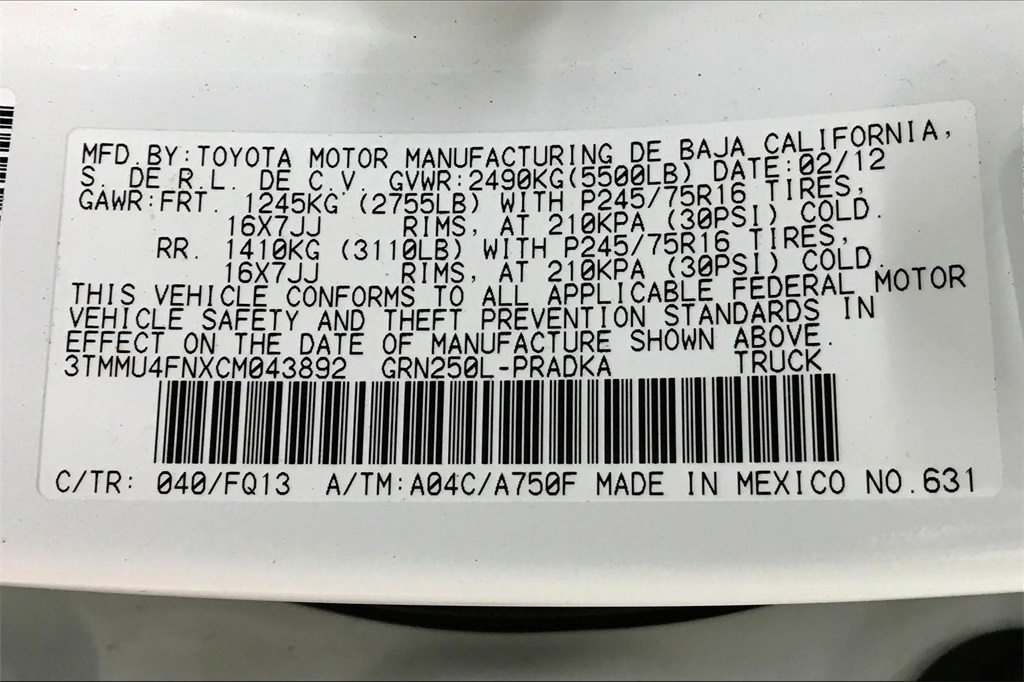 MFD.BY:TOYOTA MOTOR MANUFACTURING DE BAJA CALIFORNIA,
S. DE R.L. DE C.V. GVWR:2490KG(5500LB) DATE:02/12
GAWR:FRT. 1245KG (2755LB) WITH P245/75R16 TIRES,
16X7JJ RIMS, AT 210KPA (30PSI) COLD.
RR. 1410KG (3110LB) WITH P245/75R16 TIRES,
16X7JJ RIMS, AT 210KPA (30PSI) COLD.
THIS VEHICLE CONFORMS TO ALL APPLICABLE FEDERAL MOTOR
VEHICLE SAFETY AND THEFT PREVENTION STANDARDS IN
EFFECT ON THE DATE OF MANUFACTURE SHOWN ABOVE.
3TMMU4FNXCM043892 GRN250L-PRADKA TRUCK
C/TR: 040/FQ13 A/TM:A04C/A750F MADE IN MEXICO NO.631